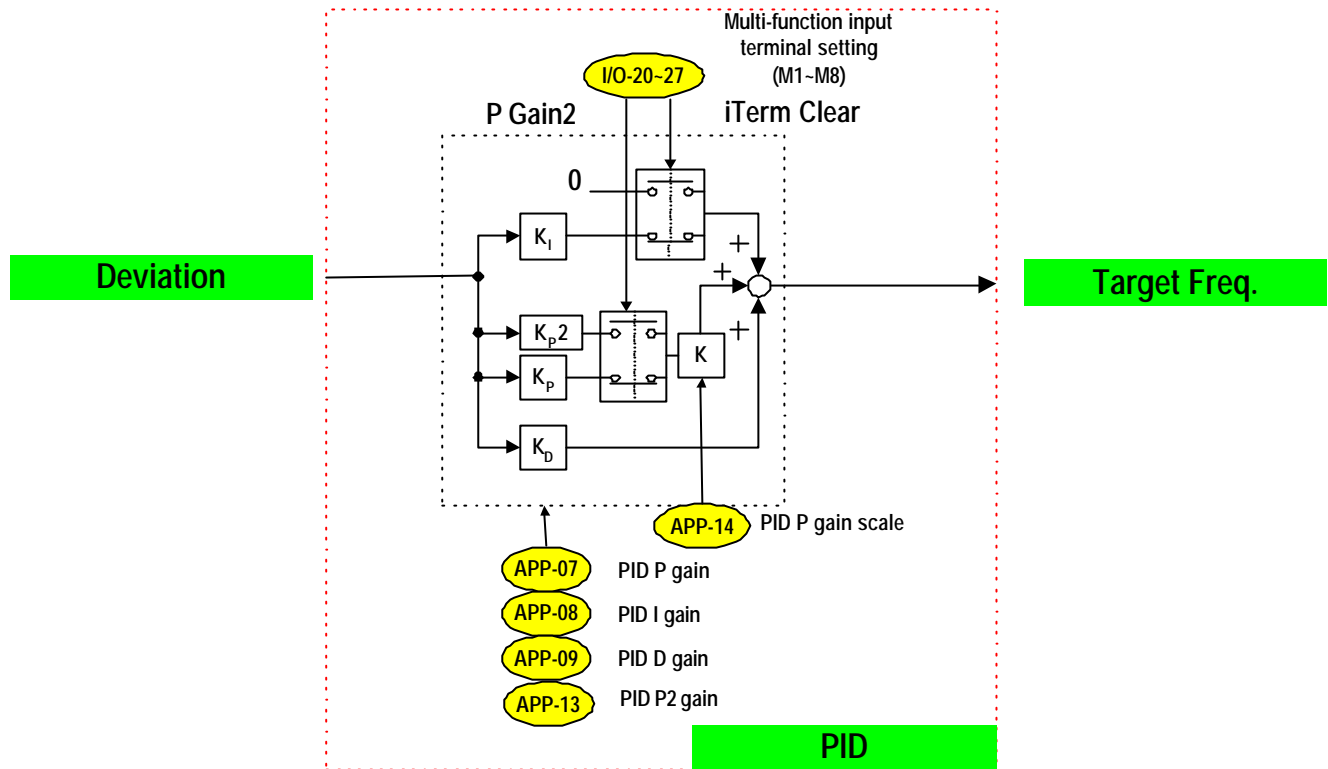 Multi-function input
terminal setting
(M1~M8)
I/O-20~27
P Gain2
iTerm Clear
0
KI
+
+
Deviation
Target Freq.
KP2
+
K
KP
KD
APP-14
PID P gain scale
APP-07
PID P gain
APP-08
PID I gain
APP-09
PID D gain
APP-13
PID P2 gain
PID